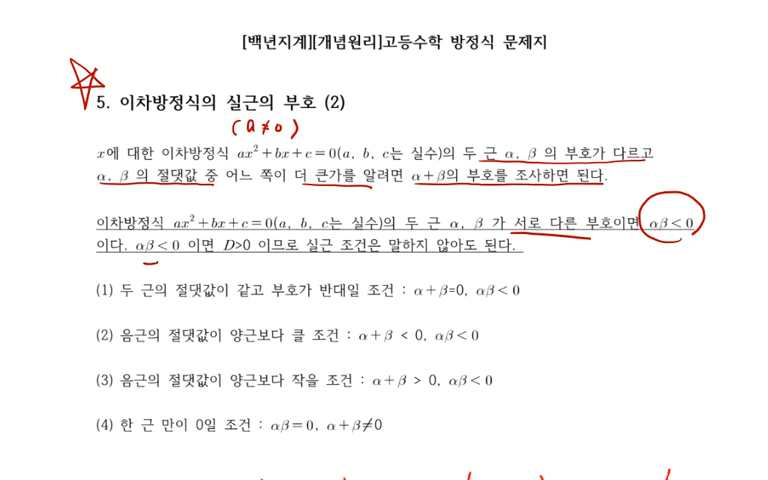 [백년지계][개념원리]고등수학 방정식 문제지
5. 이차방정식의 실근의 부호 (2)
(a≠0)
x에 대한 이차방정식 ax²+bx+c=0(a, b, c는 실수)의 두 근 α, β 의 부호가 다르고
α, β 의 절댓값 중 어느 쪽이 더 큰가를 알려면 α+β의 부호를 조사하면 된다.
이차방정식 ax²+bx+c=0(a, b, c는 실수)의 두 근 α, β 가 서로 다른 부호이면 αβ<0
이다. αβ<0 이면 D>0 이므로 실근 조건은 말하지 않아도 된다.
(1) 두 근의 절댓값이 같고 부호가 반대일 조건 : α+β=0, αβ<0
(2) 음근의 절댓값이 양근보다 클 조건 : α+β < 0, αβ<0
(3) 음근의 절댓값이 양근보다 작을 조건 : α+β > 0, αβ<0
(4) 한 근 만이 0일 조건 : αβ=0, α+β≠0